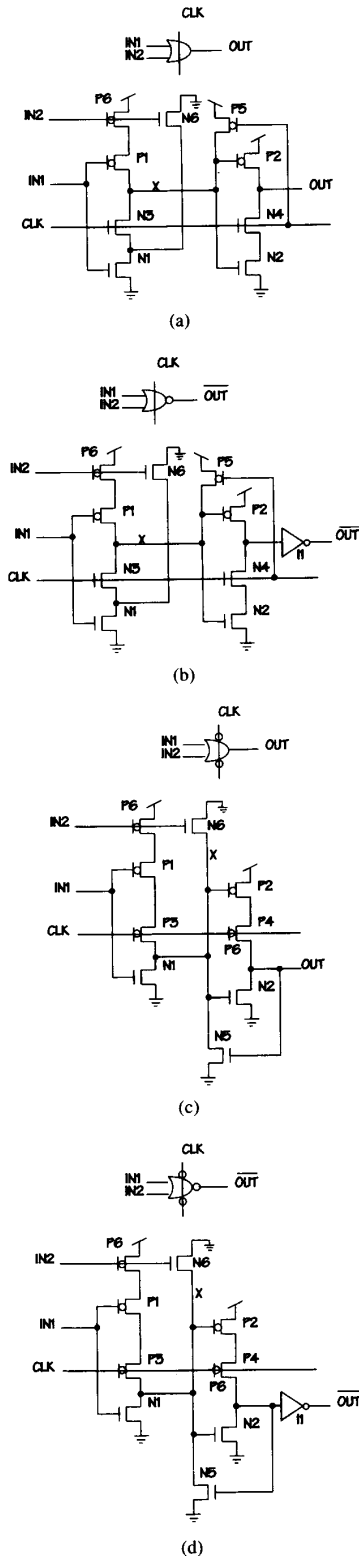 CLK
IN1
IN2
OUT
P6
N6
P5
IN2
P1
P2
IN1
X
OUT
N3
N4
CLK
N1
N2
(a)
CLK
IN1
IN2
OUT
P6
N6
P5
IN2
P1
P2
IN1
X
OUT
I1
N3
N4
CLK
N1
N2
(b)
CLK
IN1
IN2
OUT
P6
N6
IN2
X
P1
P2
IN1
P3
P4
CLK
P6
N1
OUT
N2
N5
(c)
CLK
IN1
IN2
OUT
P6
N6
IN2
X
P1
P2
IN1
P3
P4
CLK
P6
N1
OUT
N2
I1
N5
(d)